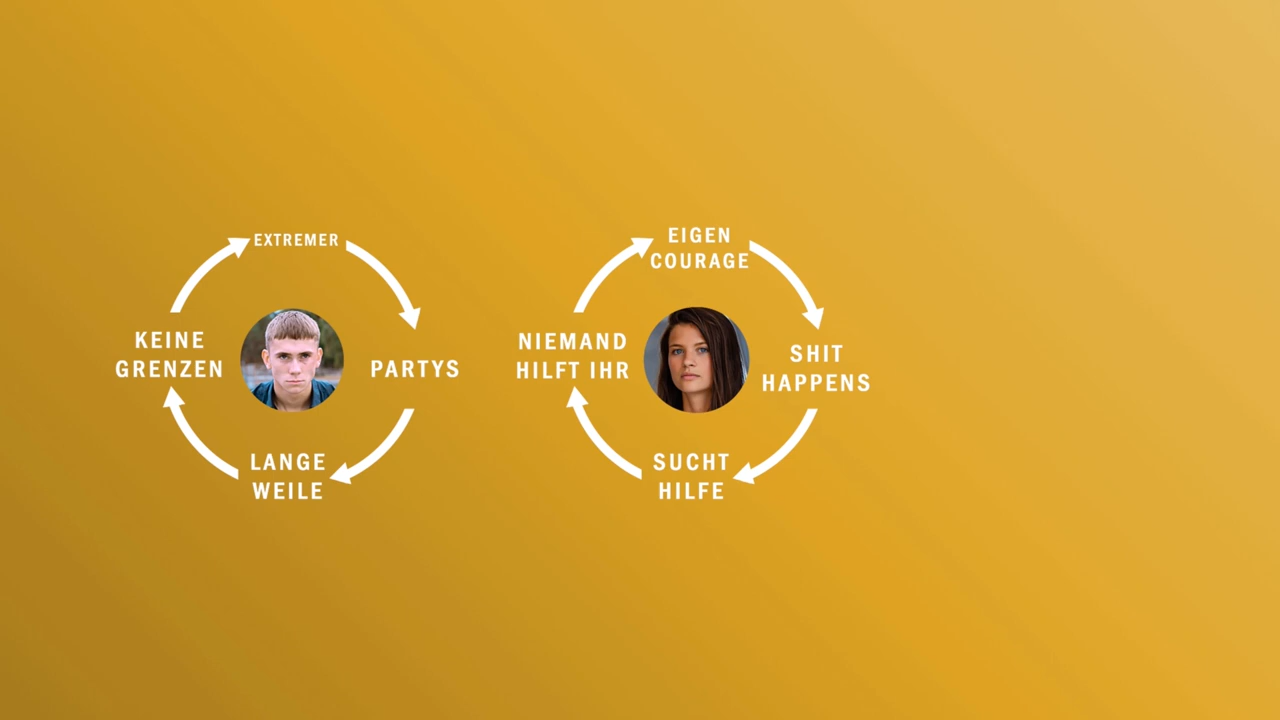 EXTREMER
PARTYS
LANGE
WEILE
KEINE
GRENZEN
EIGEN
COURAGE
SHIT
HAPPENS
SUCHT
HILFE
NIEMAND
HILFT IHR